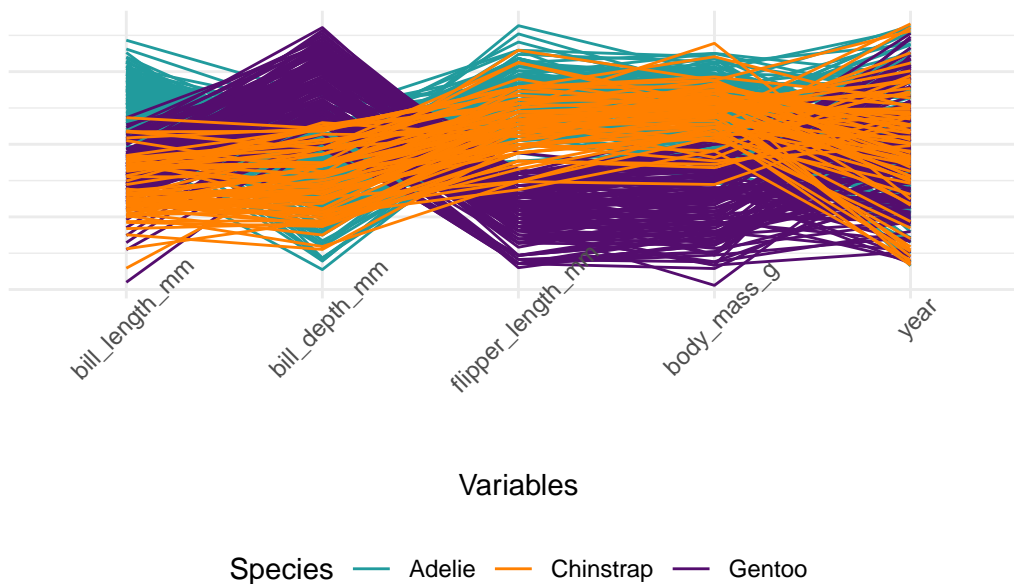 bill_length_mm
bill_depth_mm
flipper_length_mm
body_mass_g
year
Variables
Species Adelie Chinstrap Gentoo